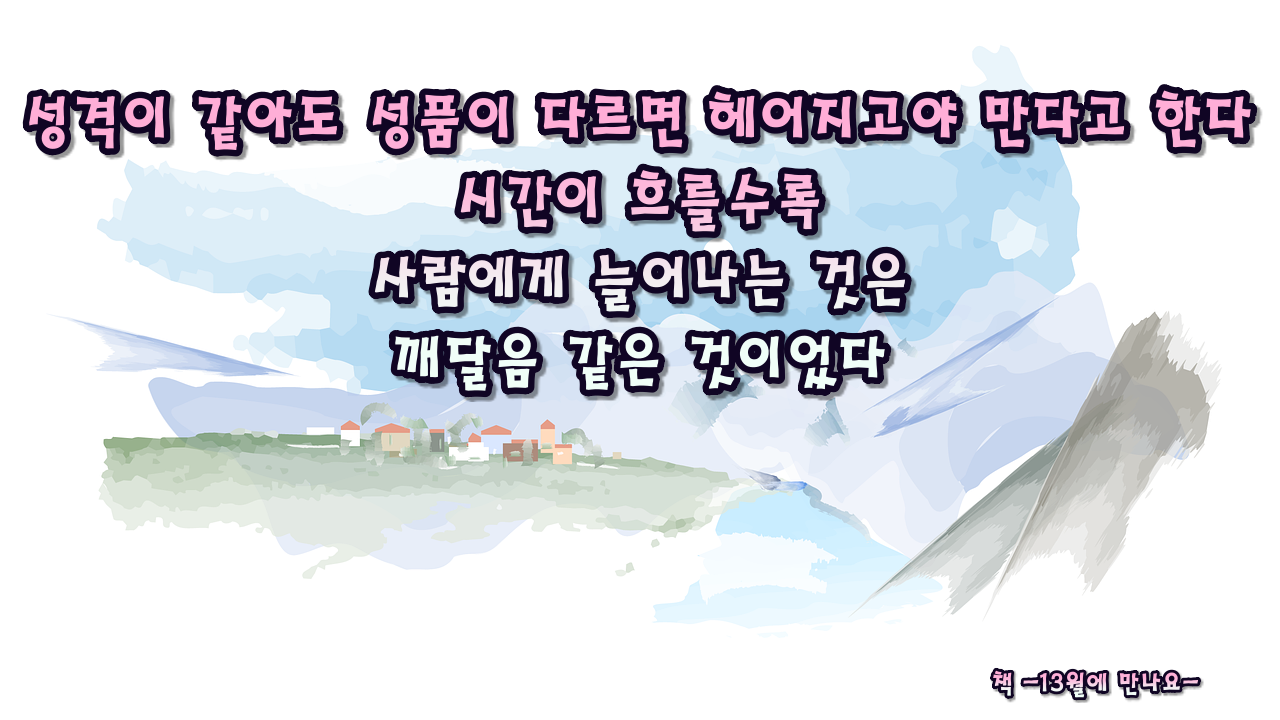 성격이 같아도 성품이 다르면 헤어지고야 만다고 한다
시간이 흐를수록
사람에게 늘어나는 것은
깨달음 같은 것이었다
책 -13월에 만나요-